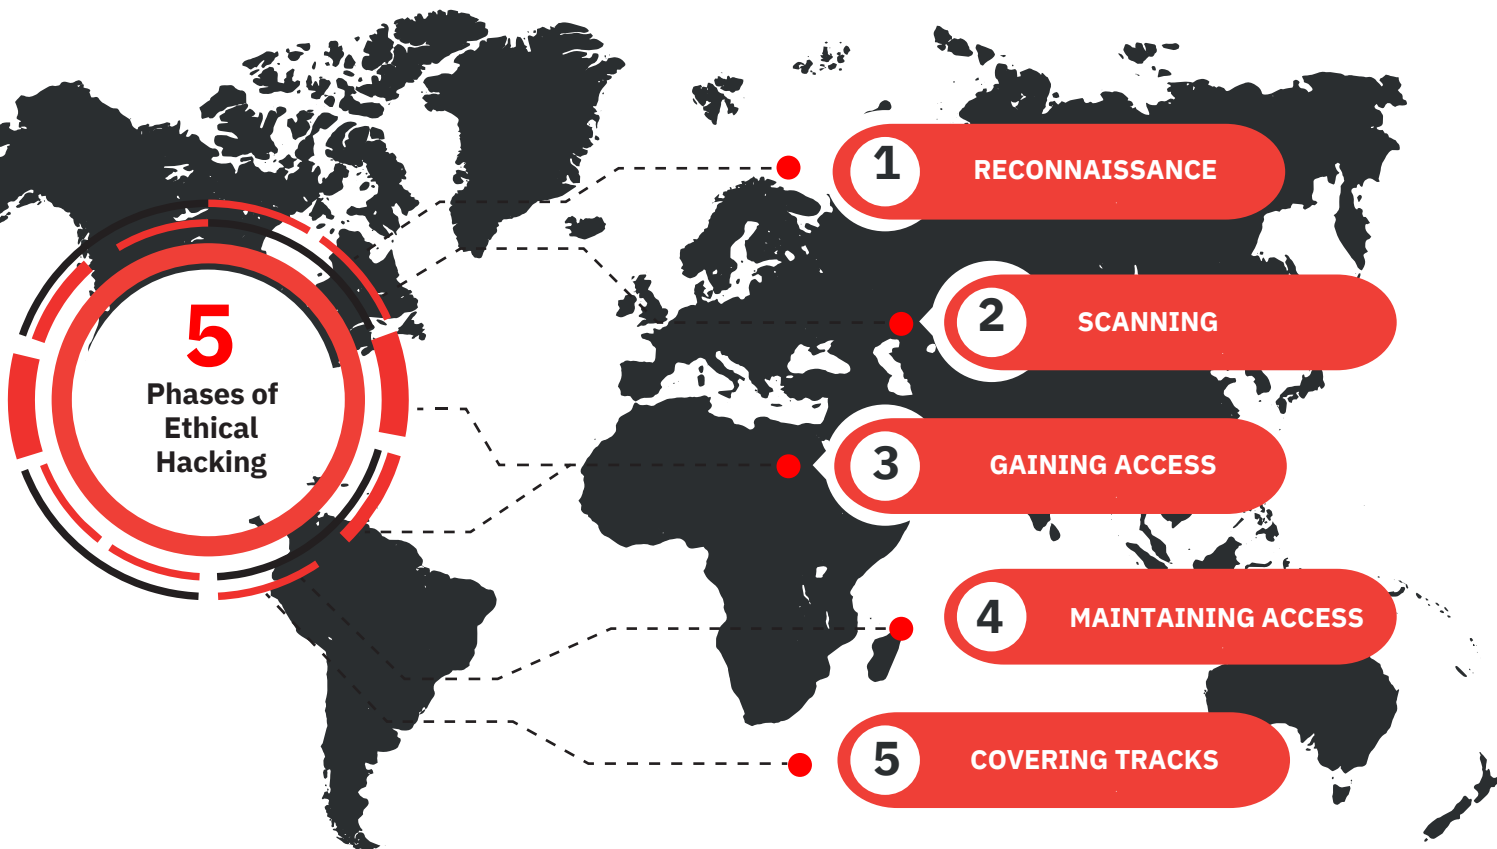 5
Phases of
Ethical
Hacking
1 RECONNAISSANCE
2 SCANNING
3 GAINING ACCESS
4 MAINTAINING ACCESS
5 COVERING TRACKS